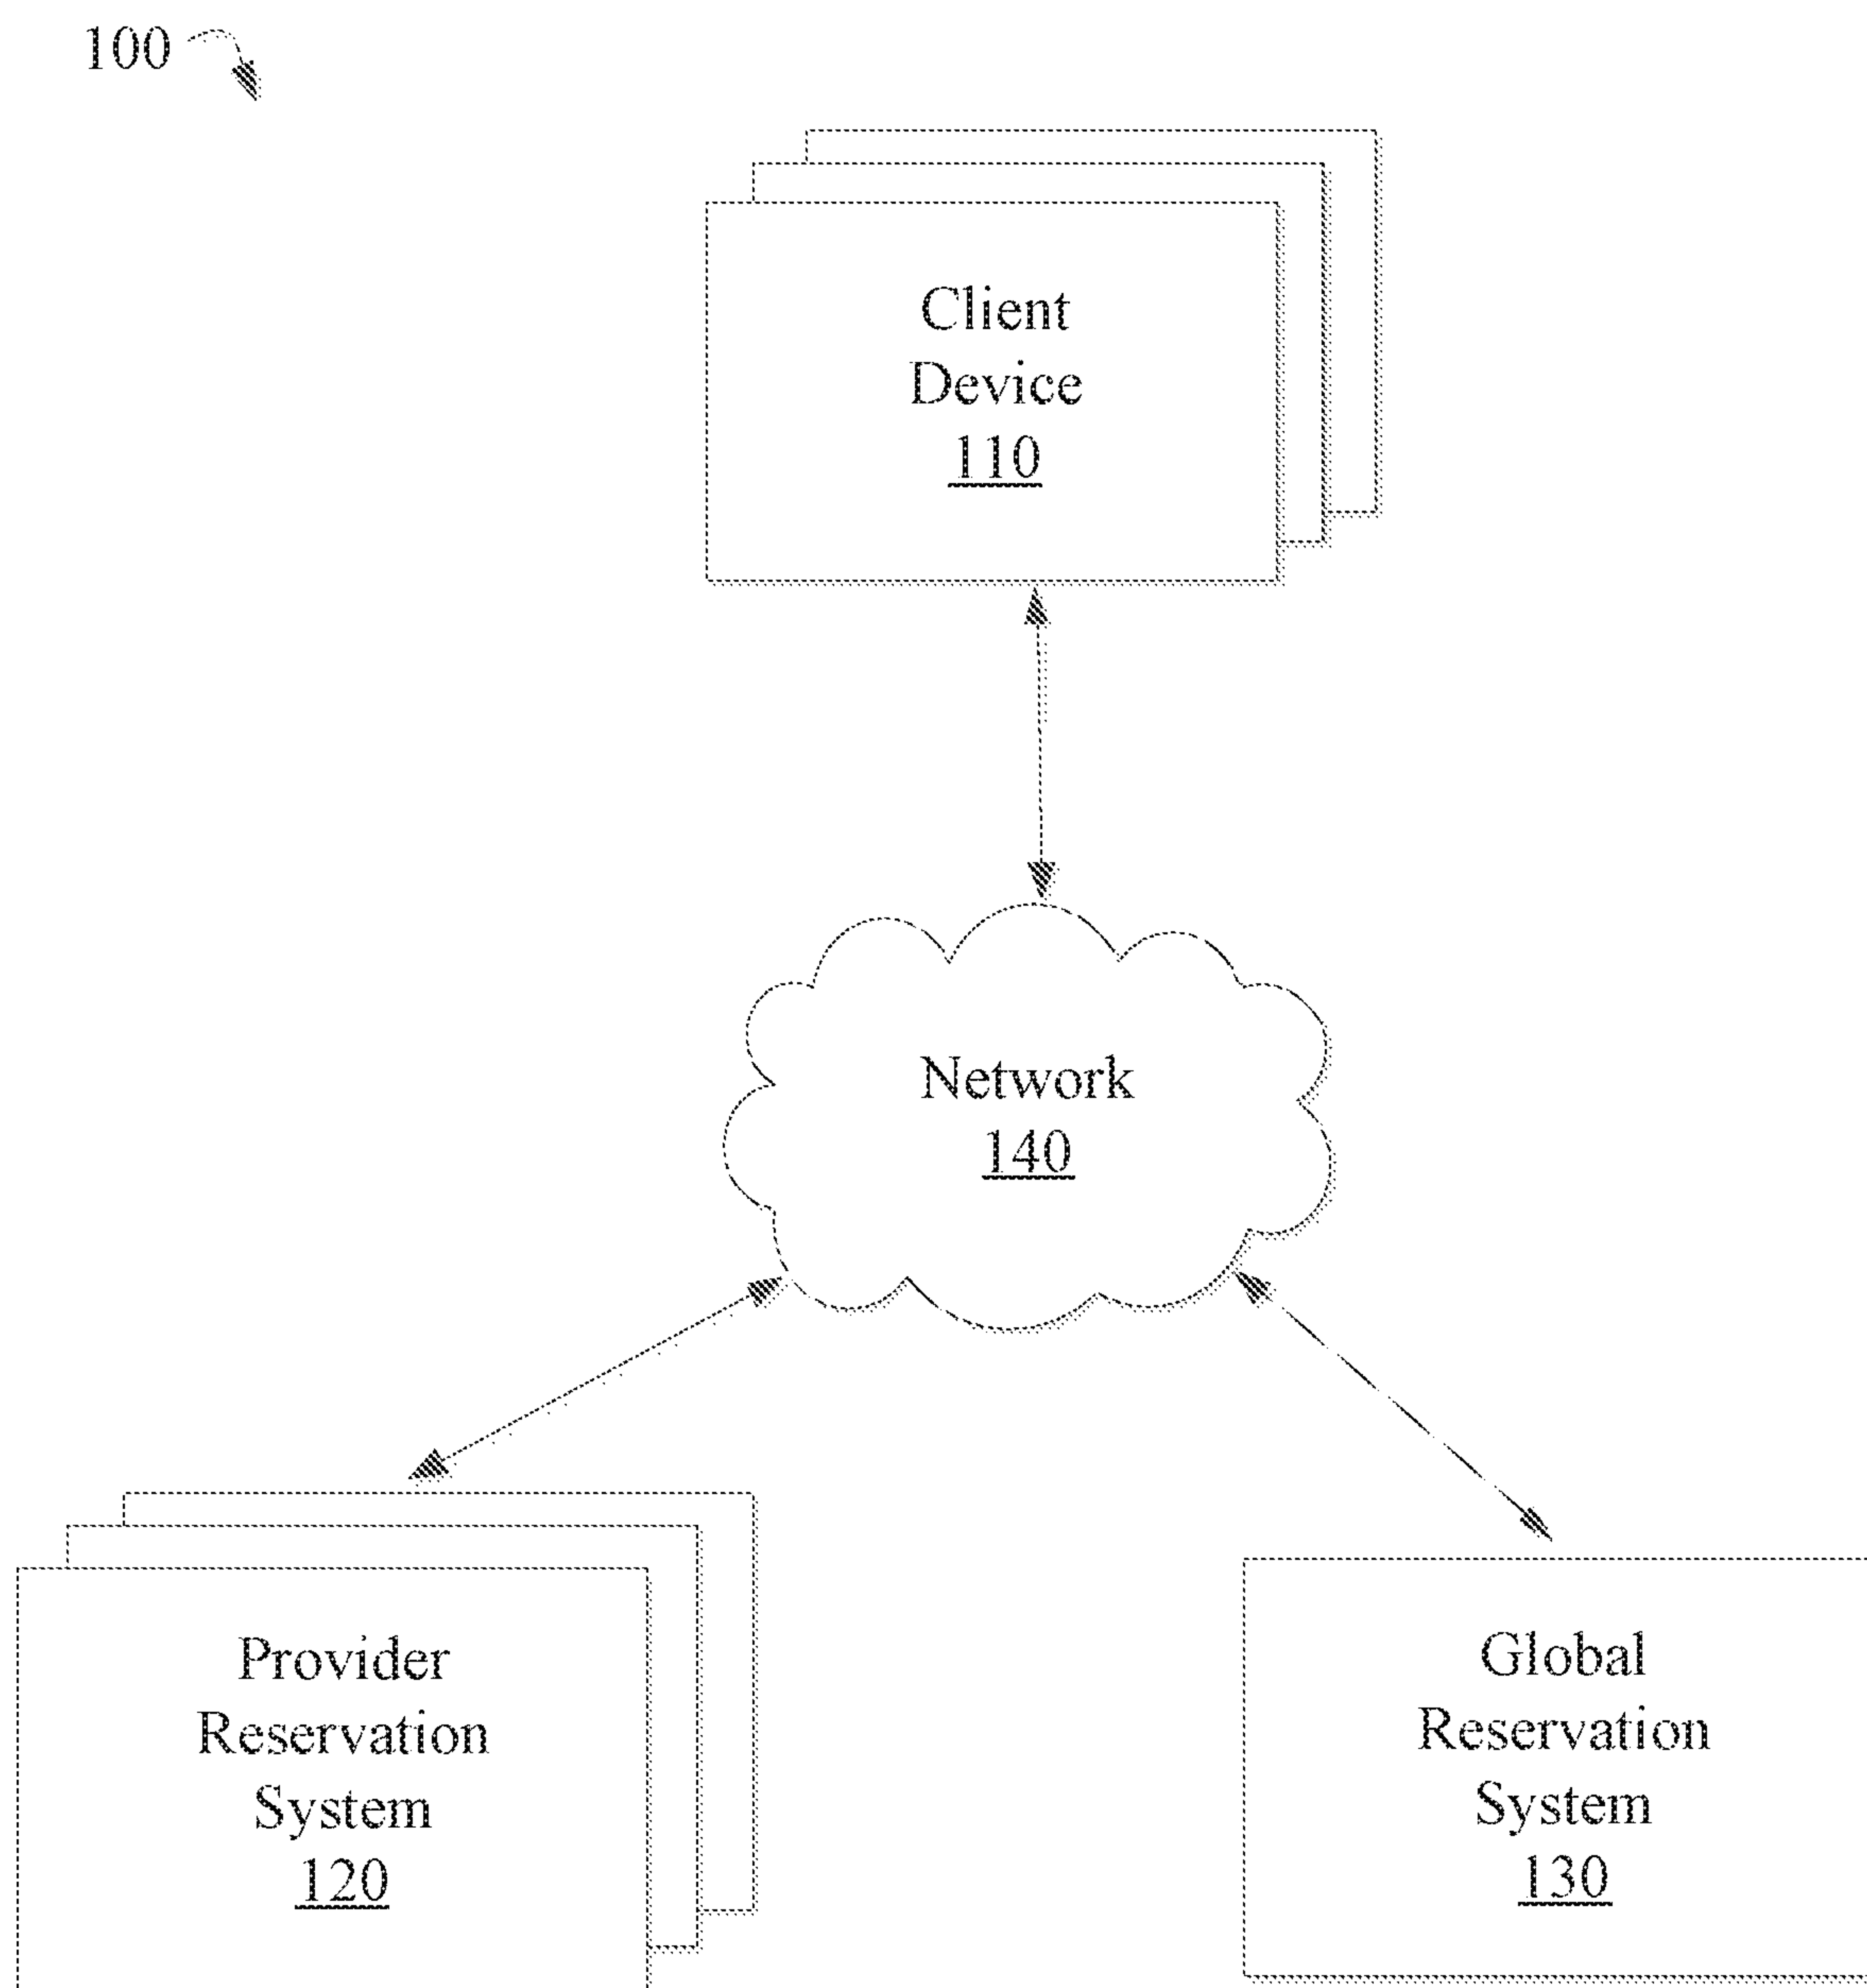 100
Client
Device
110
Network
140
Provider
Reservation
System
120
Global
Reservation
System
130